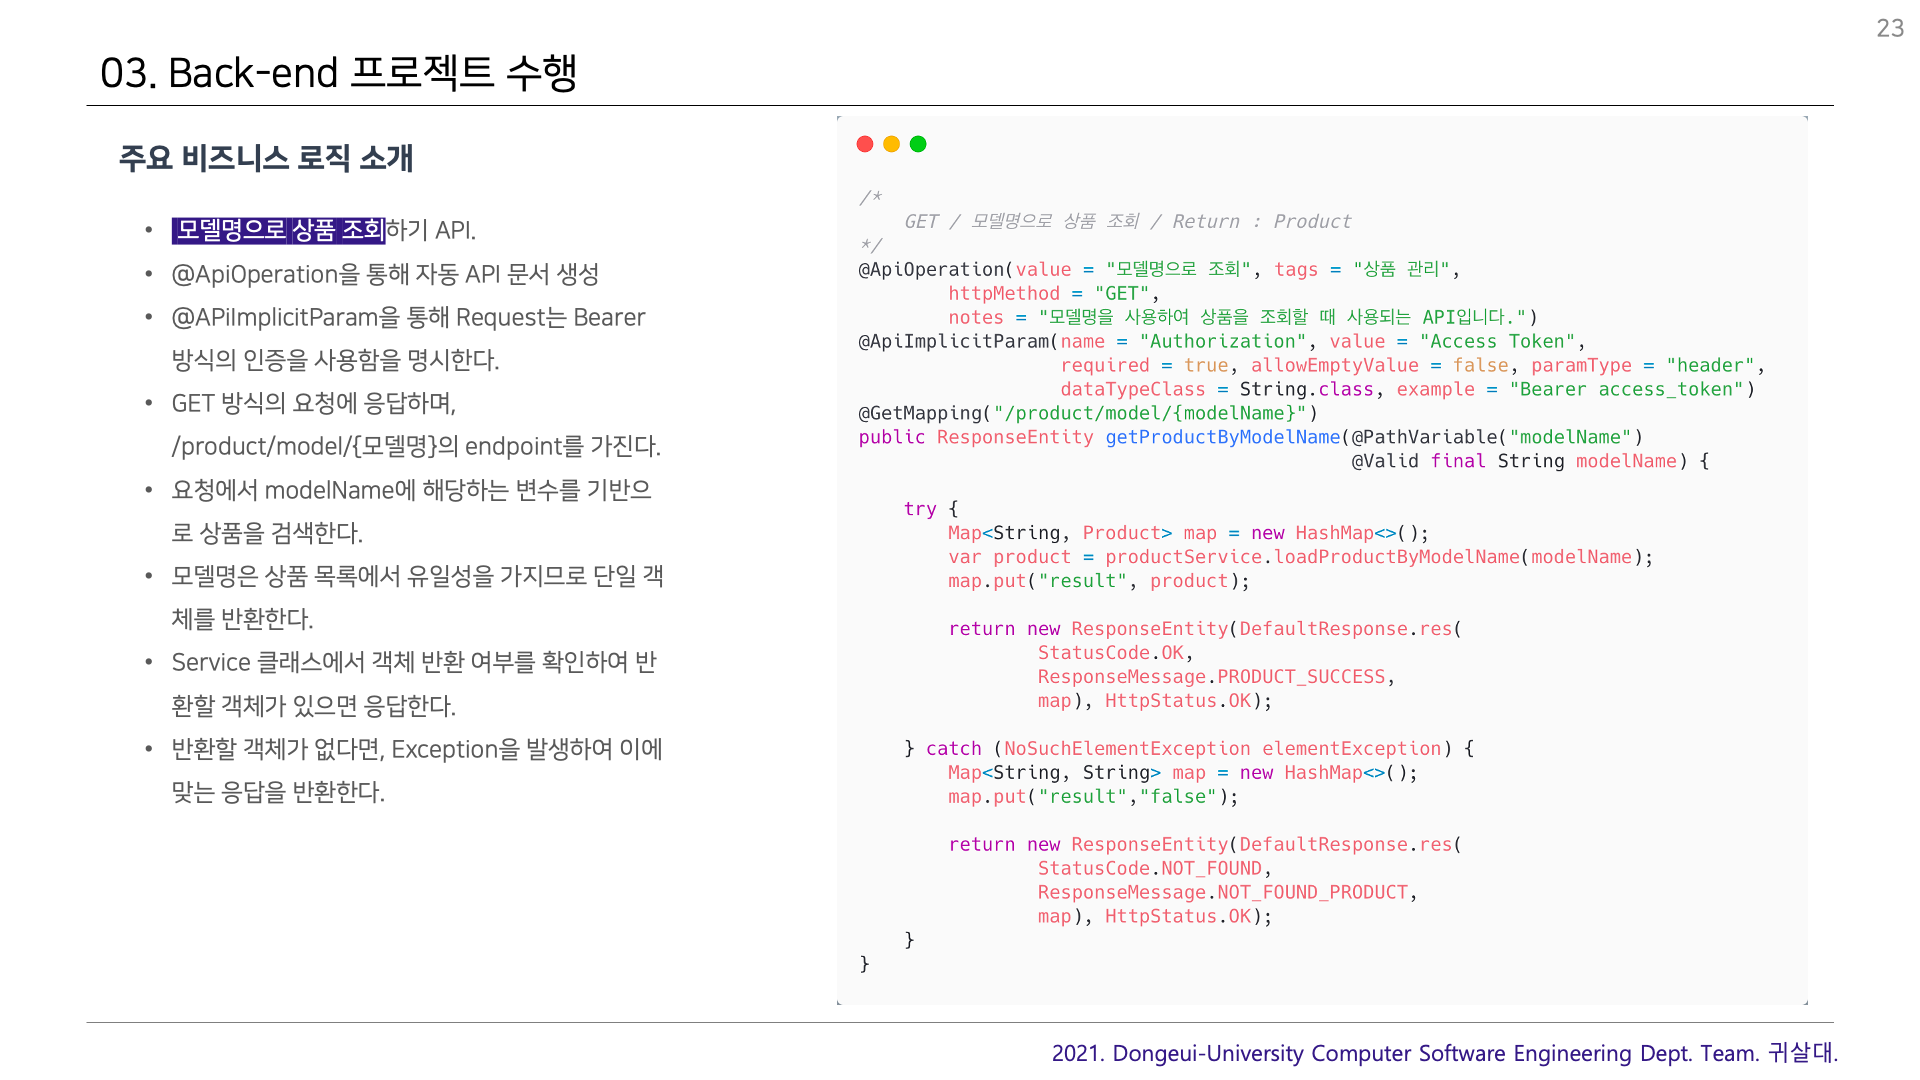 23
03. Back-end 프로젝트 수행
주요 비즈니스 로직 소개
• 모델명으로 상품 조회하기 API.
• @ApiOperation을 통해 자동 API 문서 생성
• @APiImplicitParam을 통해 Request는 Bearer
방식의 인증을 사용함을 명시한다.
• GET 방식의 요청에 응답하며,
/product/model/{모델명}의 endpoint를 가진다.
• 요청에서 modelName에 해당하는 변수를 기반으
로 상품을 검색한다.
• 모델명은 상품 목록에서 유일성을 가지므로 단일 객
체를 반환한다.
• Service 클래스에서 객체 반환 여부를 확인하여 반
환할 객체가 있으면 응답한다.
• 반환할 객체가 없다면, Exception을 발생하여 이에
맞는 응답을 반환한다.
/*
    GET / 모델명으로 상품 조회 / Return : Product
*/
@ApiOperation(value = "모델명으로 조회", tags = "상품 관리",
        httpMethod = "GET",
        notes = "모델명을 사용하여 상품을 조회할 때 사용되는 API입니다.")
@ApiImplicitParam(name = "Authorization", value = "Access Token",
                  required = true, allowEmptyValue = false, paramType = "header",
                  dataTypeClass = String.class, example = "Bearer access_token")
@GetMapping("/product/model/{modelName}")
public ResponseEntity getProductByModelName(@PathVariable("modelName")
                                            @Valid final String modelName) {
    try {
        Map<String, Product> map = new HashMap<>();
        var product = productService.loadProductByModelName(modelName);
        map.put("result", product);
        return new ResponseEntity(DefaultResponse.res(
                StatusCode.OK,
                ResponseMessage.PRODUCT_SUCCESS,
                map), HttpStatus.OK);
    } catch (NoSuchElementException elementException) {
        Map<String, String> map = new HashMap<>();
        map.put("result","false");
        return new ResponseEntity(DefaultResponse.res(
                StatusCode.NOT_FOUND,
                ResponseMessage.NOT_FOUND_PRODUCT,
                map), HttpStatus.OK);
    }
}
2021. Dongeui-University Computer Software Engineering Dept. Team. 귀살대.